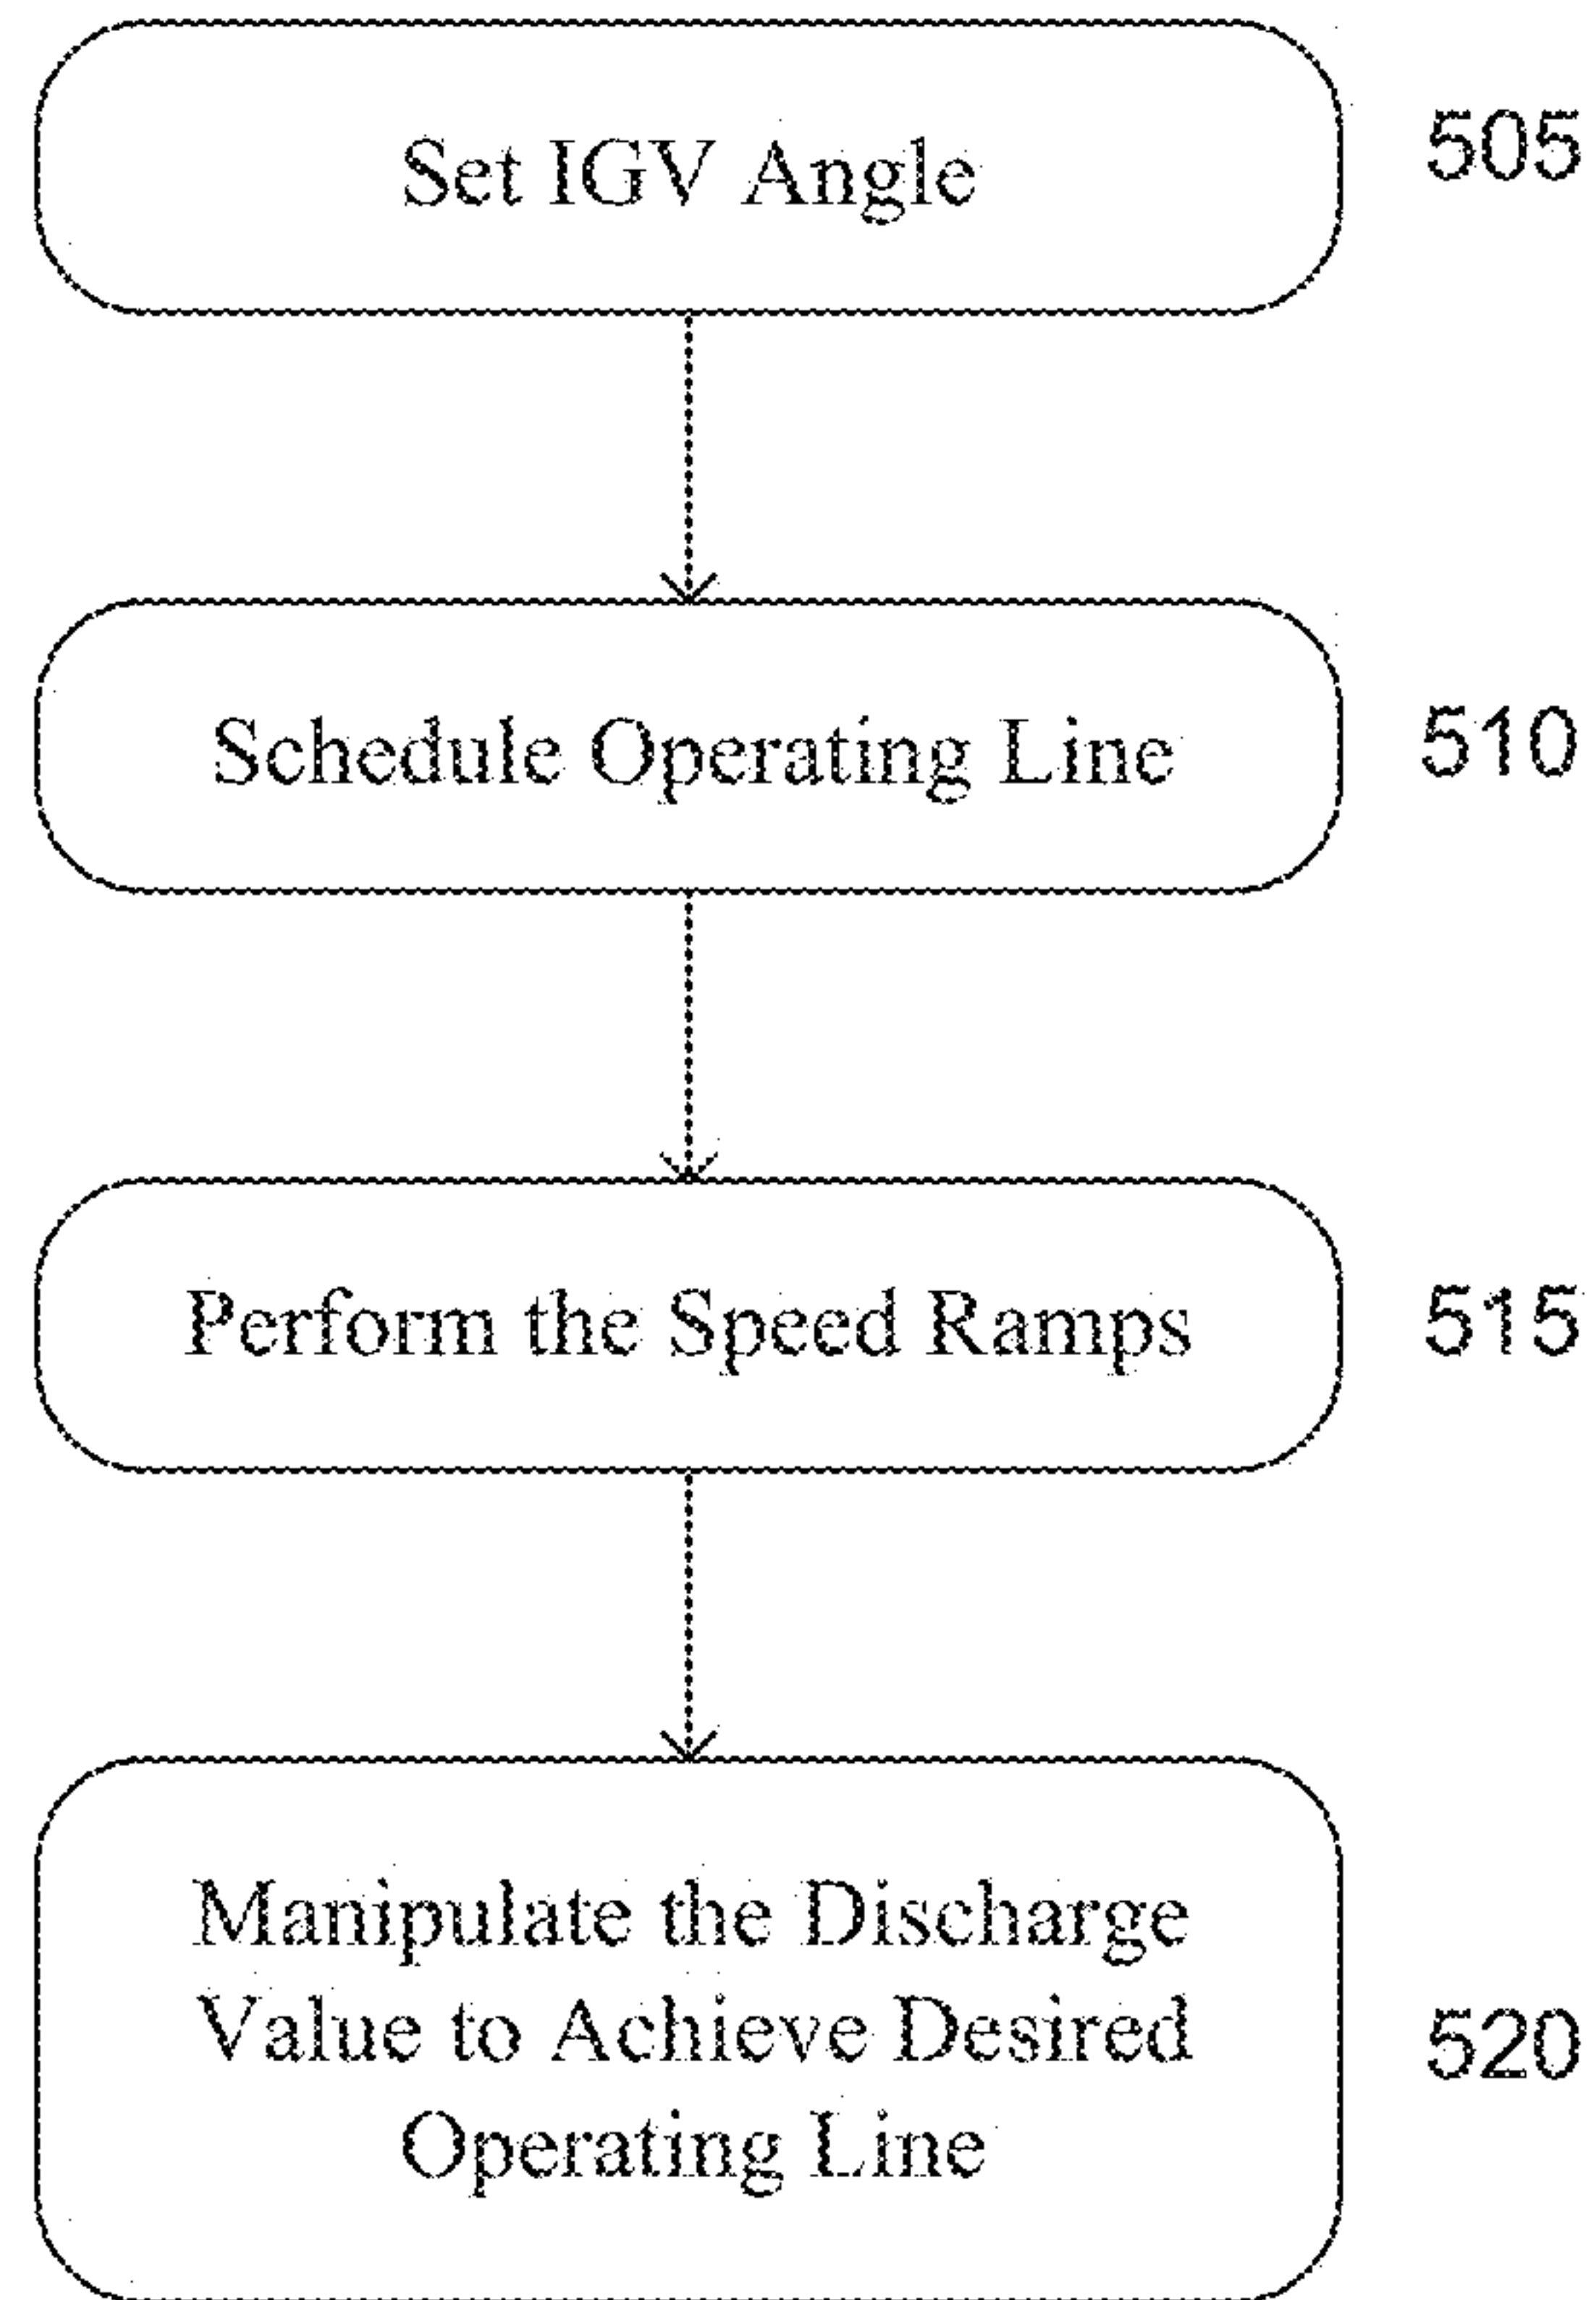 Set IGV Angle
505
Schedule Operating Line
510
Perform the Speed Ramps
515
Manipulate the Discharge
Value to Achieve Desired
Operating Line
520